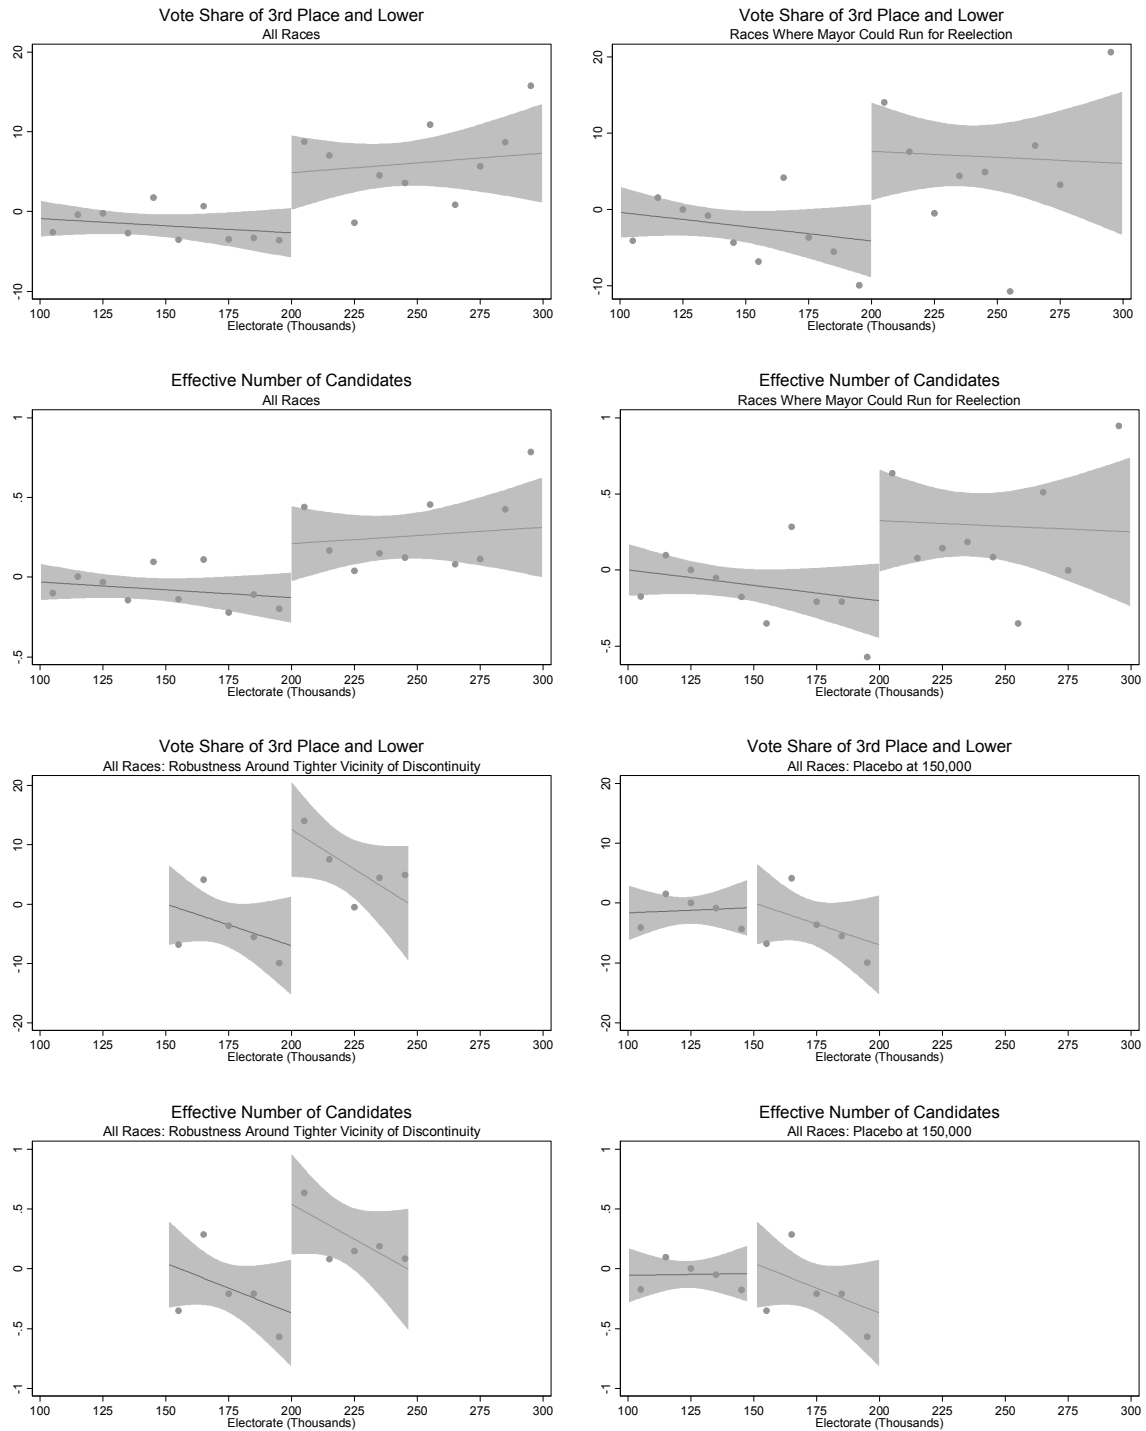 Vote Share of 3rd Place and Lower
All Races
20
10
0
-10
100 125 150 175 200 225 250 275 300
Electorate (Thousands)
Vote Share of 3rd Place and Lower
Races Where Mayor Could Run for Reelection
20
10
0
-10
100 125 150 175 200 225 250 275 300
Electorate (Thousands)
Effective Number of Candidates
All Races
1
.5
0
-.5
100 125 150 175 200 225 250 275 300
Electorate (Thousands)
Effective Number of Candidates
Races Where Mayor Could Run for Reelection
1
.5
0
-.5
100 125 150 175 200 225 250 275 300
Electorate (Thousands)
Vote Share of 3rd Place and Lower
All Races: Robustness Around Tighter Vicinity of Discontinuity
20
10
0
-10
-20
100 125 150 175 200 225 250 275 300
Electorate (Thousands)
Vote Share of 3rd Place and Lower
All Races: Placebo at 150,000
20
10
0
-10
-20
100 125 150 175 200 225 250 275 300
Electorate (Thousands)
Effective Number of Candidates
All Races: Robustness Around Tighter Vicinity of Discontinuity
1
.5
0
-.5
-1
100 125 150 175 200 225 250 275 300
Electorate (Thousands)
Effective Number of Candidates
All Races: Placebo at 150,000
1
.5
0
-.5
-1
100 125 150 175 200 225 250 275 300
Electorate (Thousands)